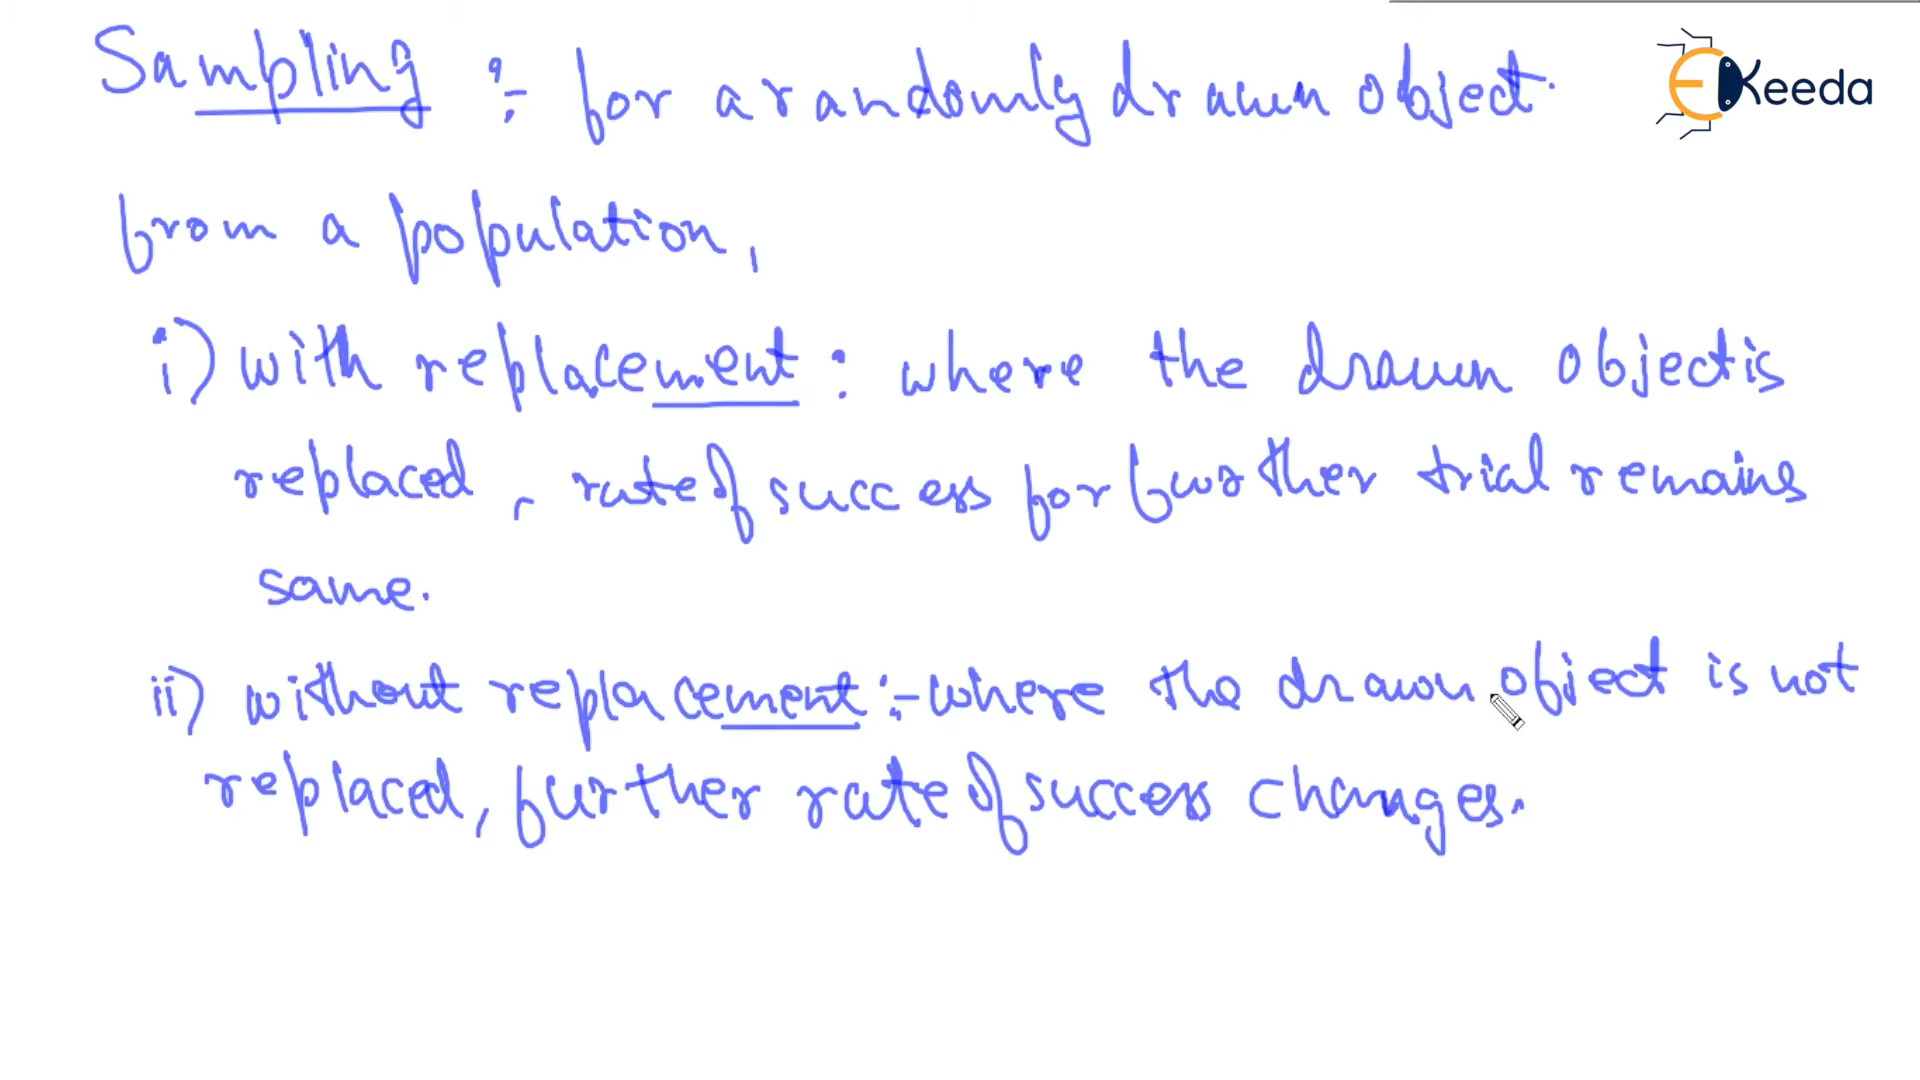 Sampling :- for a randomly drawn object
EKeeda
from a population,
i) with replacement : where the drawn object is
replaced, rate of success for further trial remains
same.
ii) without replacement :- where the drawn object is not
replaced, further rate of success changes.